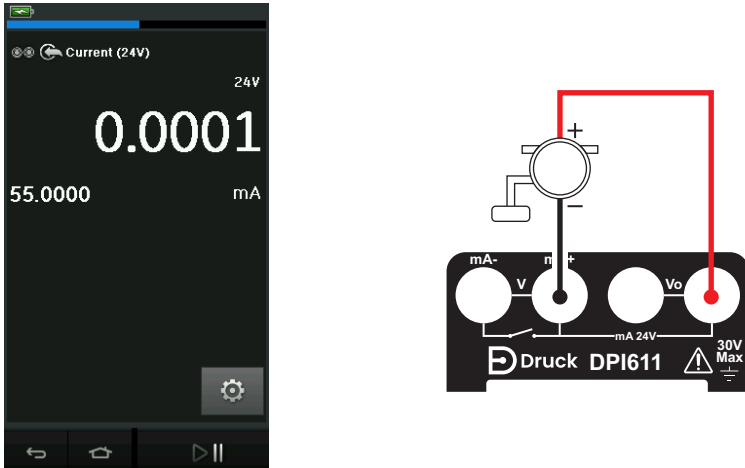 Current (24V)
24V
0.0001
55.0000 mA
+
−
mA- m +
V Vo
mA 24V
Druck DPI611
30V
Max